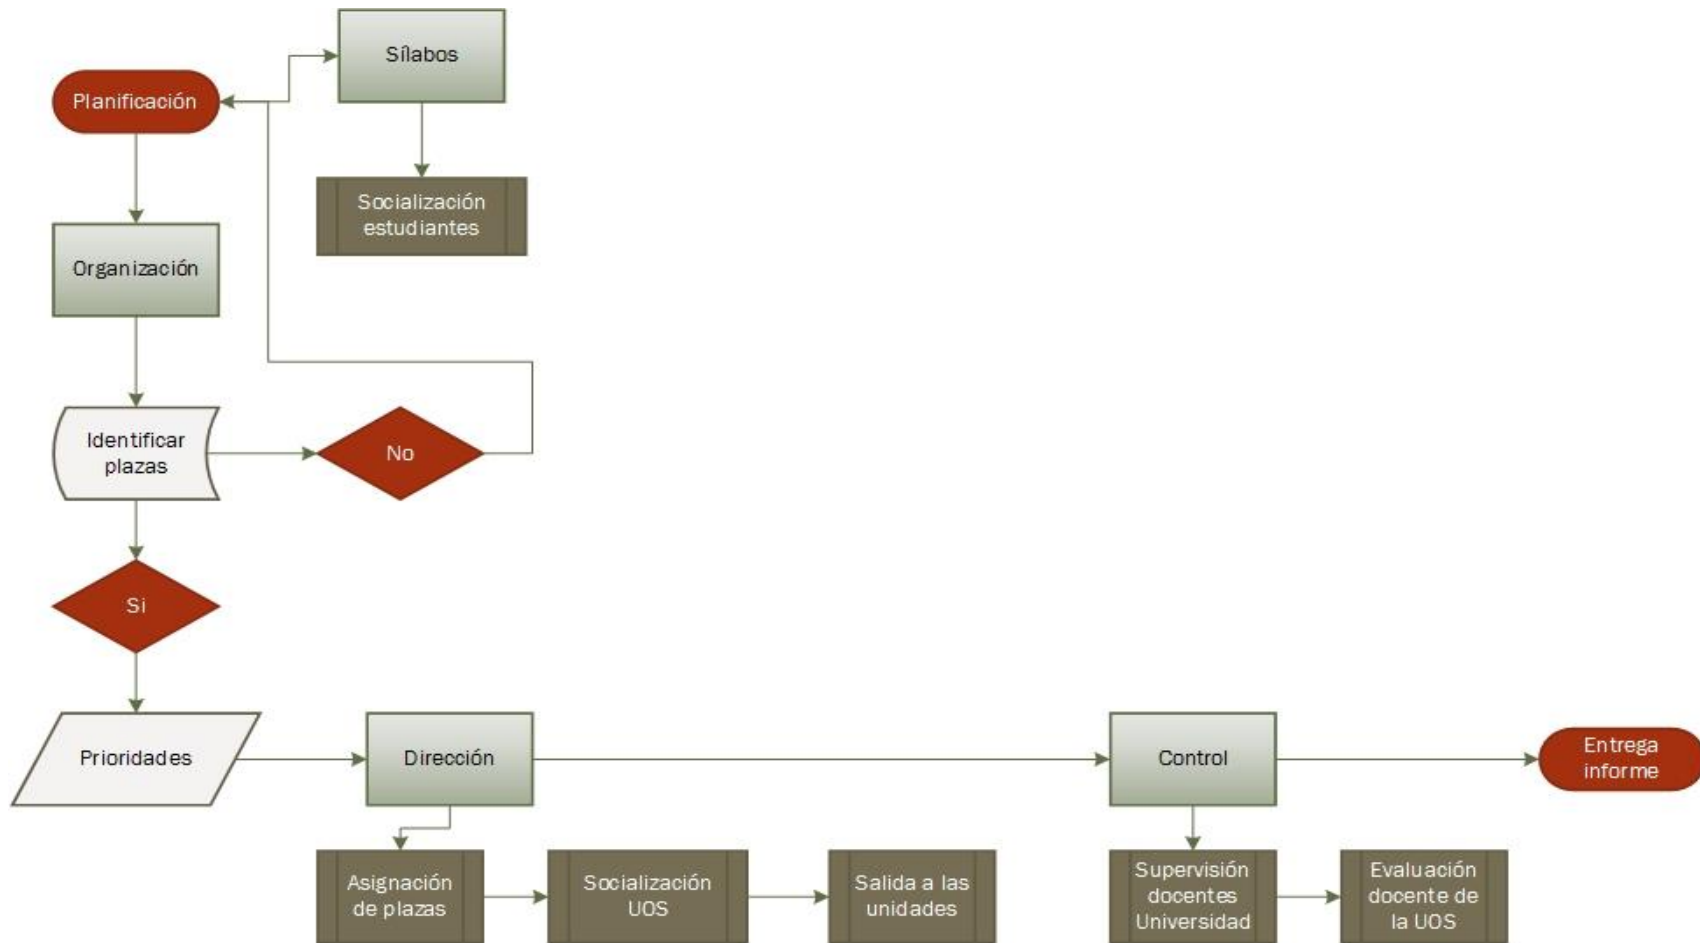 Sílabos
Planificación
Socialización
estudiantes
Organización
Identificar
plazas
No
Si
Prioridades
Dirección
Control
Entrega
informe
Asignación
de plazas
Socialización
UOS
Salida a las
unidades
Supervisión
docentes
Universidad
Evaluación
docente de
la UOS